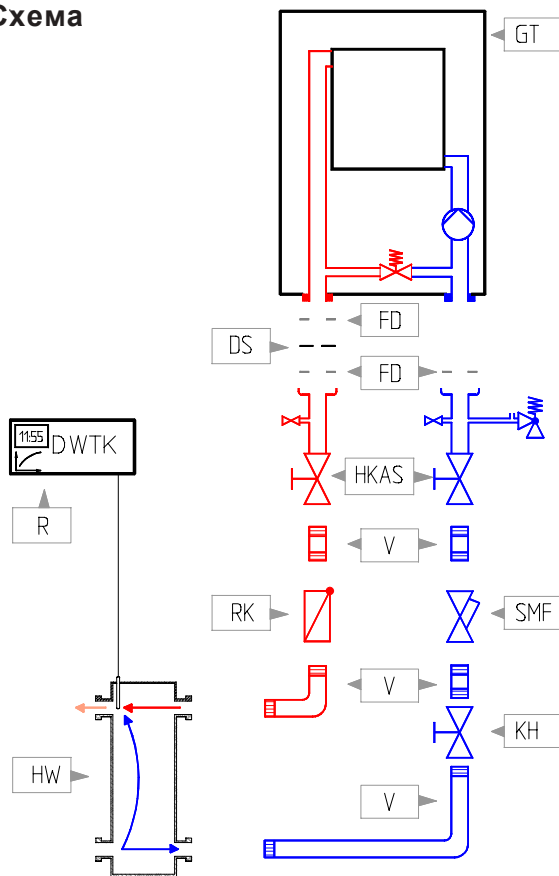 Схема
GT
FD
DS
FD
11:55
DWTK
HKAS
R
V
RK
SMF
V
KH
HW
V